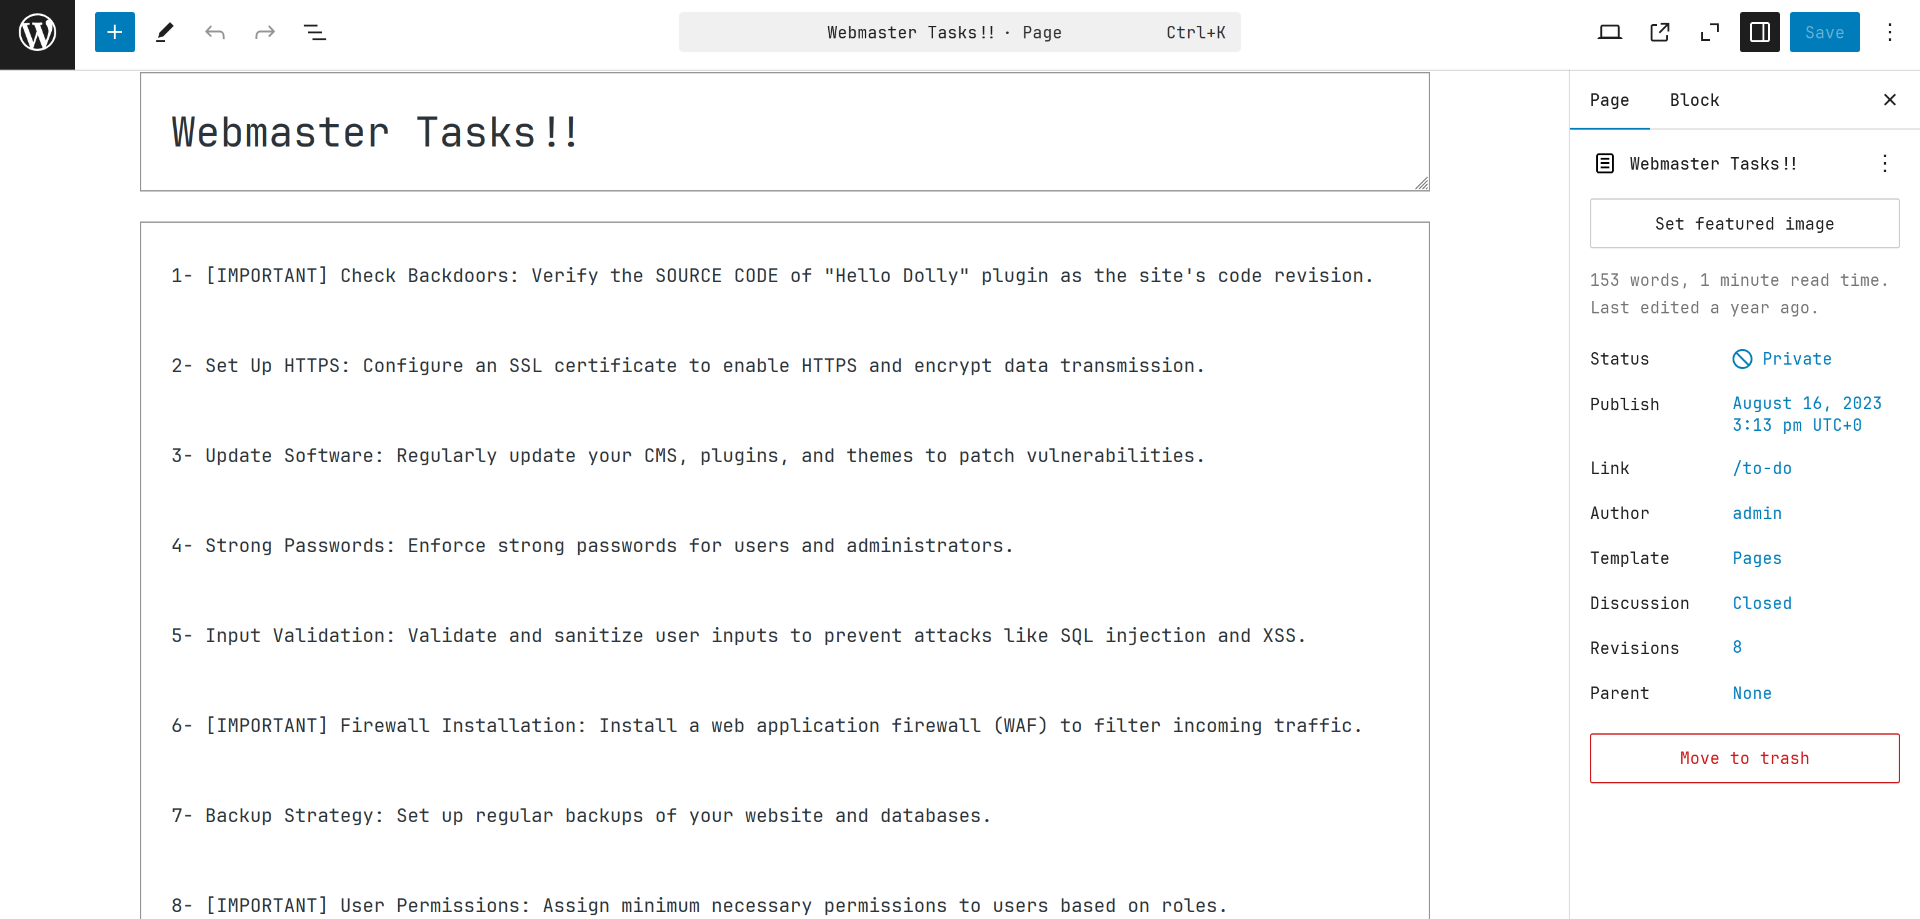 Webmaster Tasks!! · Page Ctrl+K
Save
Webmaster Tasks!!
1- [IMPORTANT] Check Backdoors: Verify the SOURCE CODE of "Hello Dolly" plugin as the site's code revision.
2- Set Up HTTPS: Configure an SSL certificate to enable HTTPS and encrypt data transmission.
3- Update Software: Regularly update your CMS, plugins, and themes to patch vulnerabilities.
4- Strong Passwords: Enforce strong passwords for users and administrators.
5- Input Validation: Validate and sanitize user inputs to prevent attacks like SQL injection and XSS.
6- [IMPORTANT] Firewall Installation: Install a web application firewall (WAF) to filter incoming traffic.
7- Backup Strategy: Set up regular backups of your website and databases.
8- [IMPORTANT] User Permissions: Assign minimum necessary permissions to users based on roles.
Page Block
Webmaster Tasks!!
Set featured image
153 words, 1 minute read time.
Last edited a year ago.
Status Private
Publish August 16, 2023
3:13 pm UTC+0
Link /to-do
Author admin
Template Pages
Discussion Closed
Revisions 8
Parent None
Move to trash